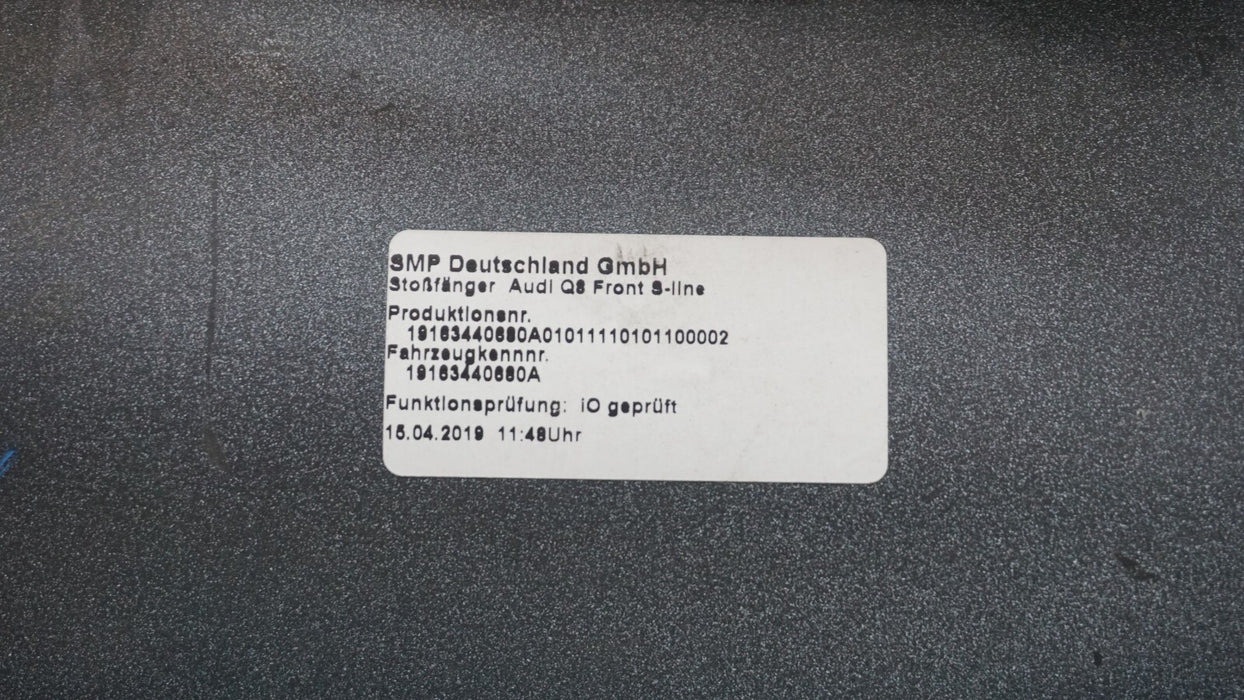 SMP Deutschland GmbH
Stoßfänger Audi Q8 Front S-line
Produktionsnr.
19163440680A01011110101100002
Fahrzeugkennnr.
19163440680A
Funktionsprüfung: iO geprüft
15.04.2019 11:48Uhr